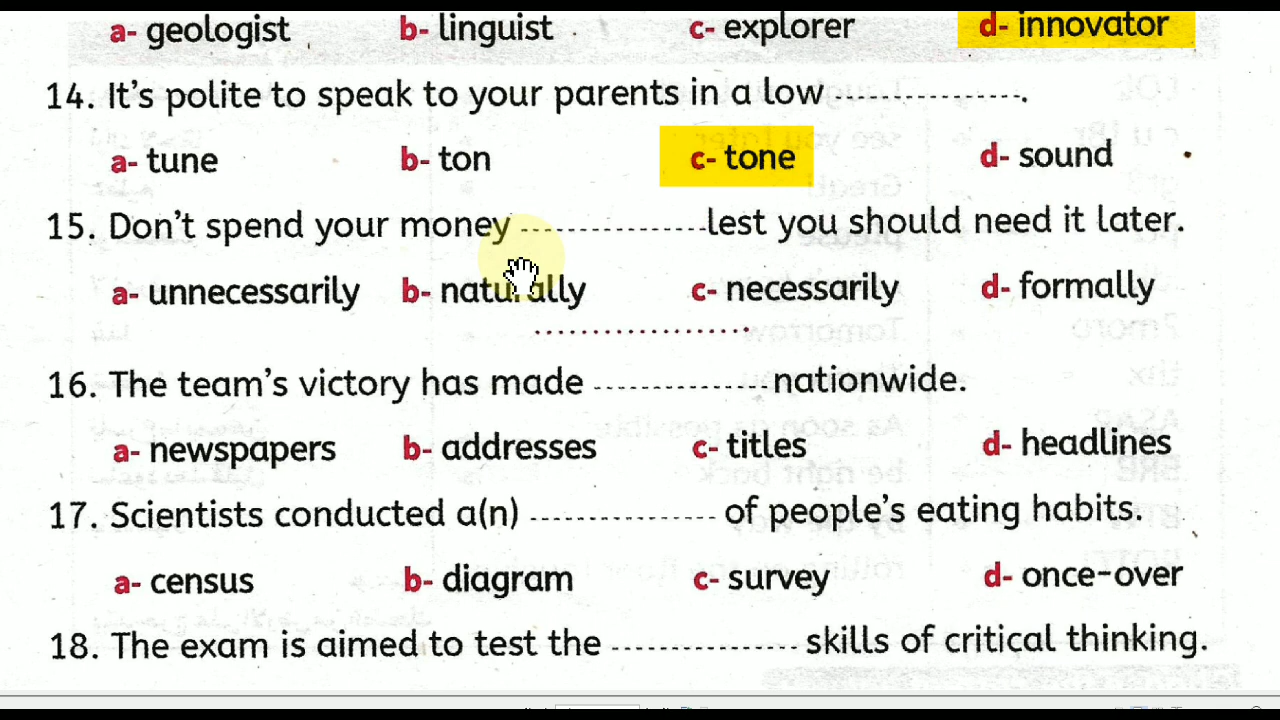 a- geologist b- linguist c- explorer d- innovator
14. It's polite to speak to your parents in a low -----------------.
a- tune b- ton c- tone d- sound
15. Don't spend your money ----------------- lest you should need it later.
a- unnecessarily b- naturally c- necessarily d- formally
16. The team's victory has made ----------------- nationwide.
a- newspapers b- addresses c- titles d- headlines
17. Scientists conducted a(n) ----------------- of people's eating habits.
a- census b- diagram c- survey d- once-over
18. The exam is aimed to test the ----------------- skills of critical thinking.